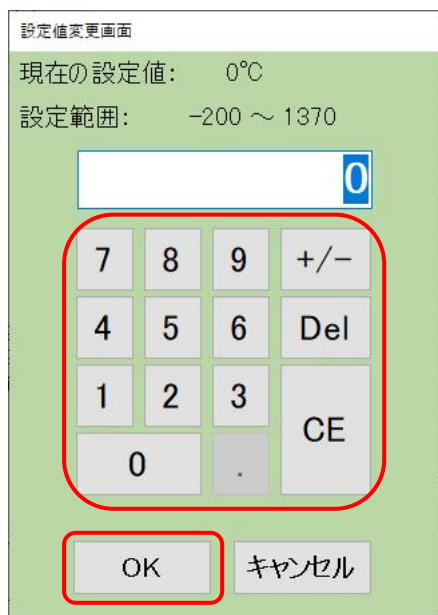 設定値変更画面
現在の設定値: 0℃
設定範囲: -200 ～ 1370
0
7 8 9 +/-
4 5 6 Del
1 2 3
CE
0 .
OK キャンセル